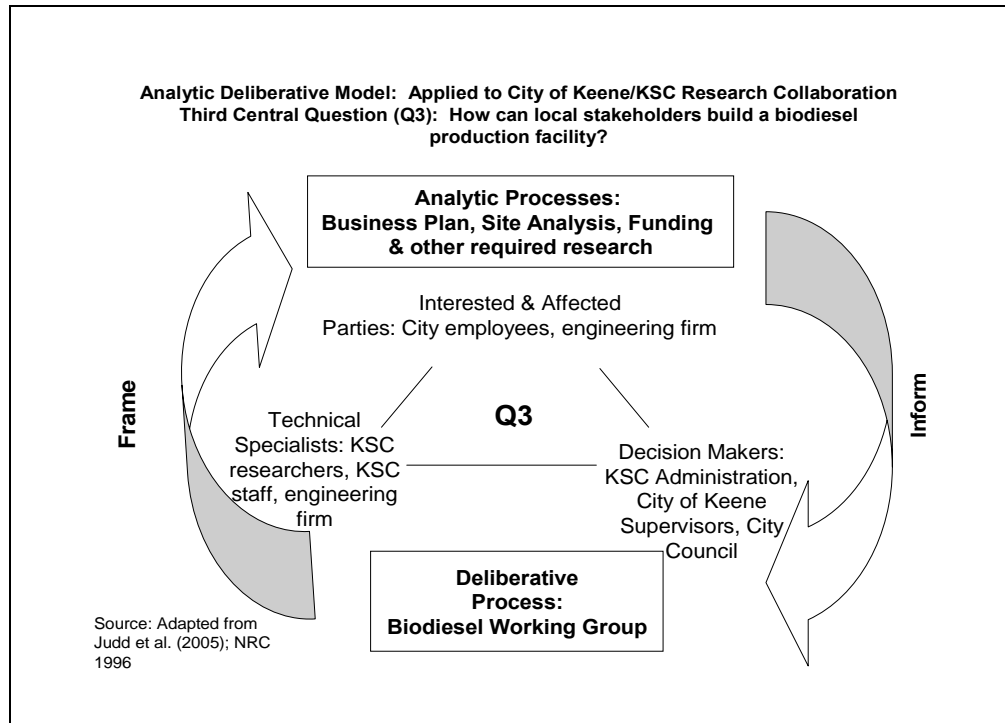 Analytic Deliberative Model: Applied to City of Keene/KSC Research Collaboration
Third Central Question (Q3): How can local stakeholders build a biodiesel
production facility?
Analytic Processes:
Business Plan, Site Analysis, Funding
& other required research
Interested & Affected
Parties: City employees, engineering firm
Frame
Q3
Inform
Technical
Specialists: KSC
researchers, KSC
staff, engineering
firm
Decision Makers:
KSC Administration,
City of Keene
Supervisors, City
Council
Deliberative
Process:
Biodiesel Working Group
Source: Adapted from
Judd et al. (2005); NRC
1996